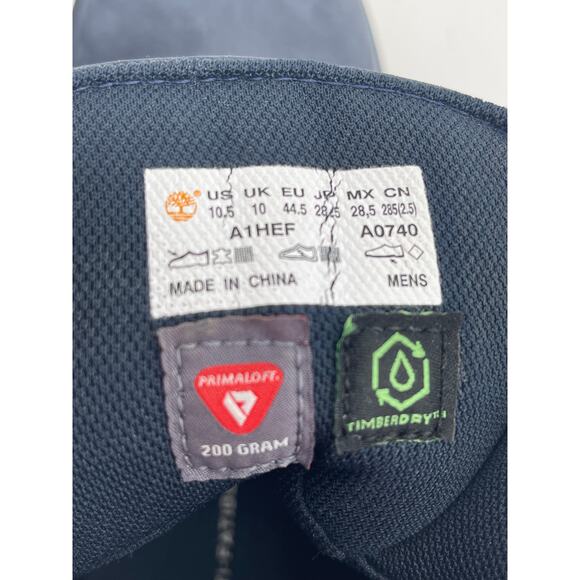 US UK EU JP MX CN
10.5 10 44.5 28.5 28,5 285(2.5)
A1HEF A0740
MADE IN CHINA MENS
PRIMALOFT®
200 GRAM
TIMBERDRY™